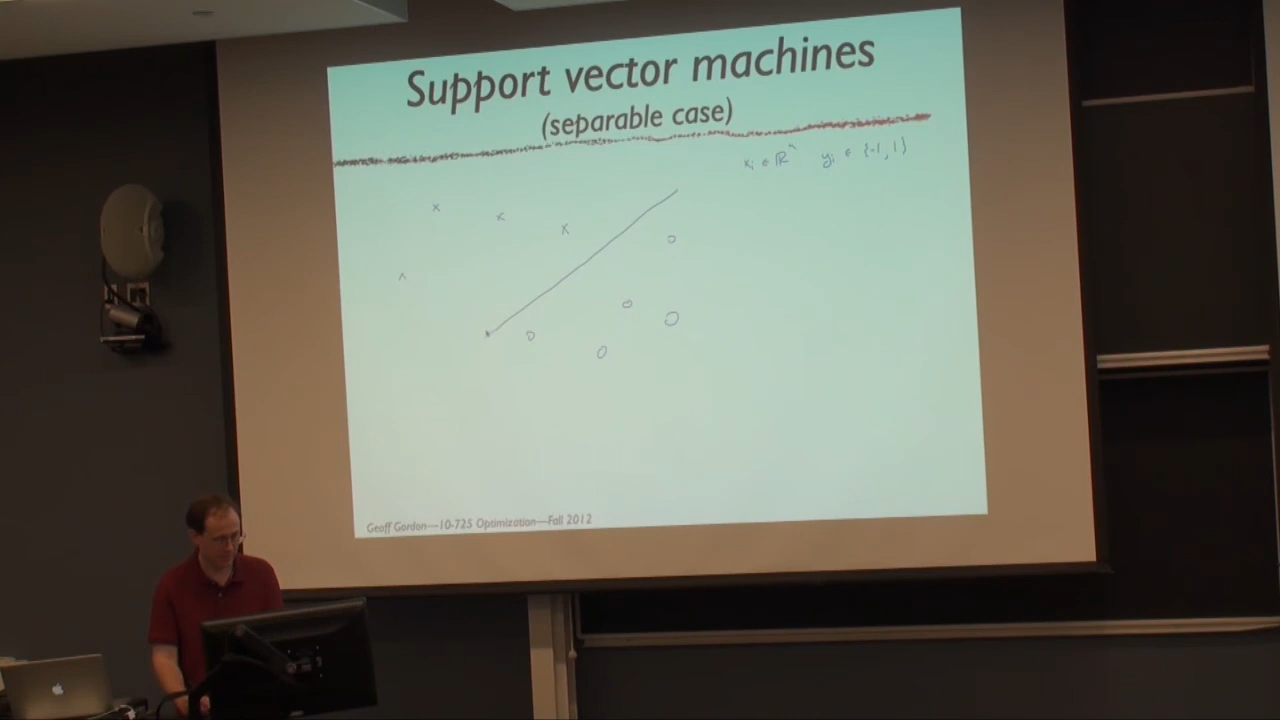 Support vector machines
(separable case)
xᵢ ∈ ℝⁿ yᵢ ∈ {-1, 1}
x x x
o
x
o
o
o
o
Geoff Gordon—10-725 Optimization—Fall 2012